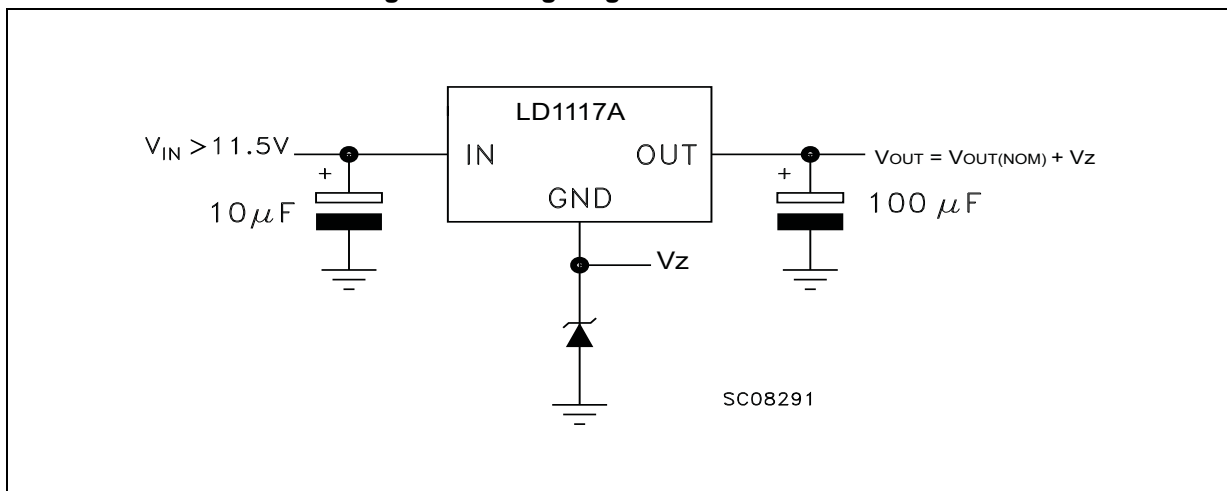 LD1117A
V_IN >11.5V
IN
OUT
VOUT = VOUT(NOM) + VZ
+
+
10μF
GND
100 μF
Vz
SC08291